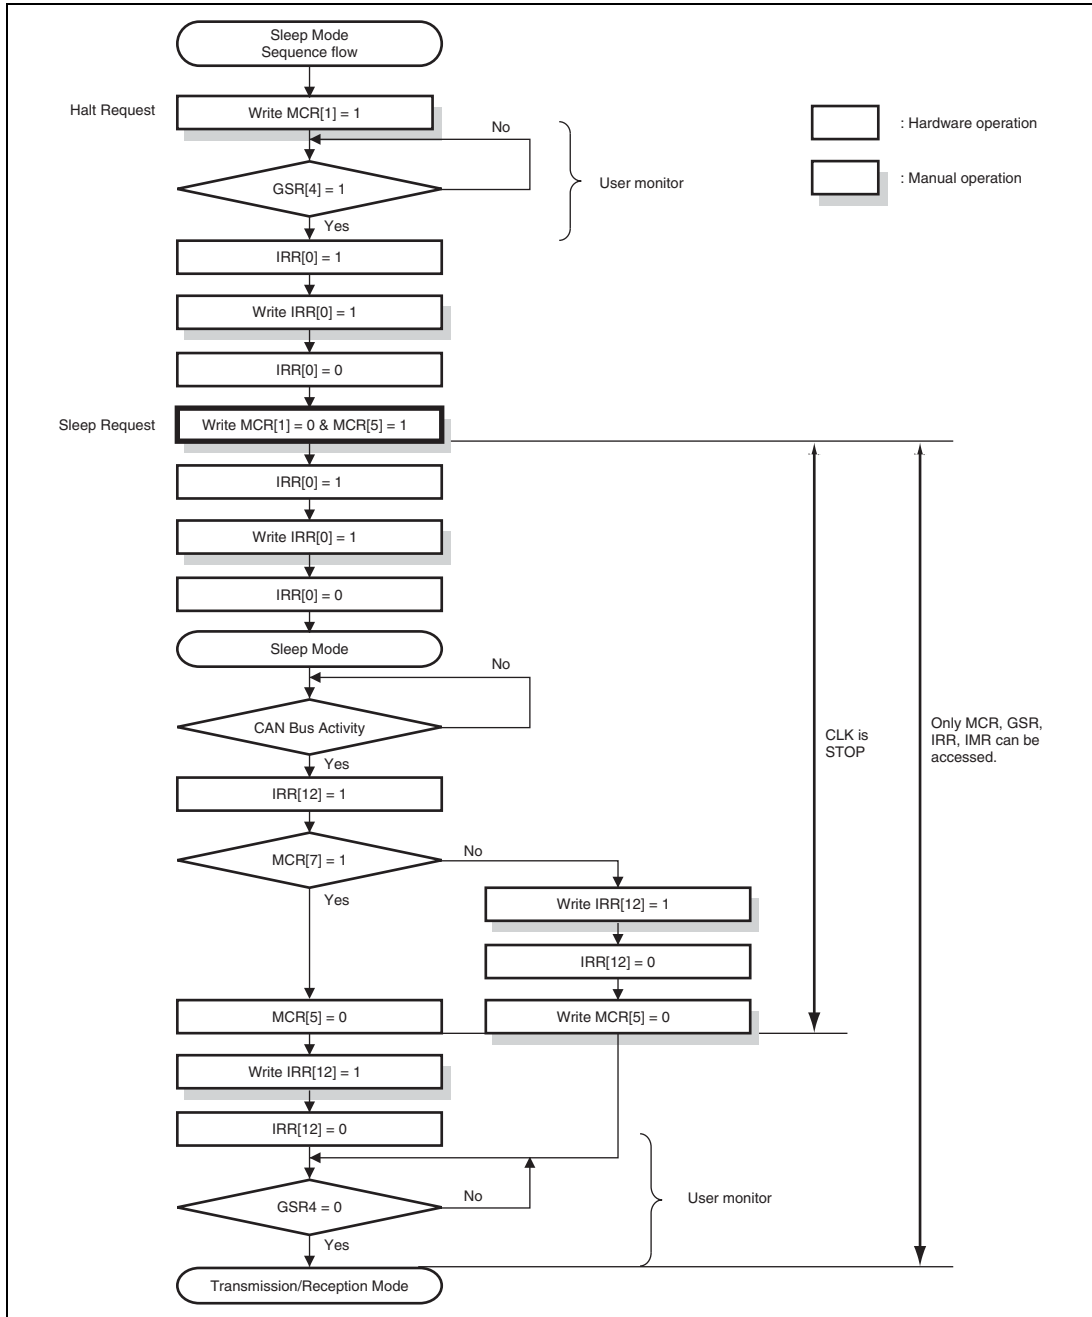 Sleep Mode
Sequence flow
Halt Request
Write MCR[1] = 1
No
: Hardware operation
GSR[4] = 1
User monitor
: Manual operation
Yes
IRR[0] = 1
Write IRR[0] = 1
IRR[0] = 0
Sleep Request
Write MCR[1] = 0 & MCR[5] = 1
IRR[0] = 1
Write IRR[0] = 1
IRR[0] = 0
Sleep Mode
No
CAN Bus Activity
CLK is
STOP
Only MCR, GSR,
IRR, IMR can be
accessed.
Yes
IRR[12] = 1
MCR[7] = 1
No
Yes
Write IRR[12] = 1
IRR[12] = 0
MCR[5] = 0
Write MCR[5] = 0
Write IRR[12] = 1
IRR[12] = 0
GSR4 = 0
No
User monitor
Yes
Transmission/Reception Mode